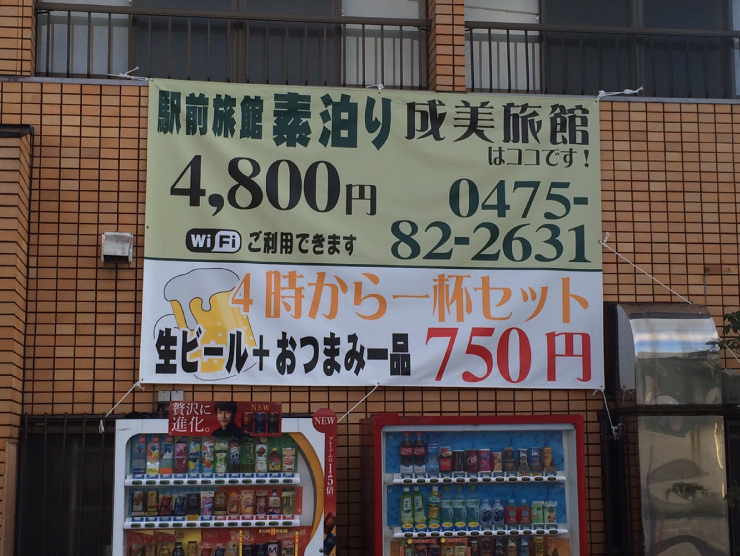 駅前旅館 素泊り 成美旅館
はココです!
4,800円
0475-
82-2631
WiFi ご利用できます
4時から一杯セット
生ビール+おつまみ一品 750円
贅沢に
進化。
NEW
NEW